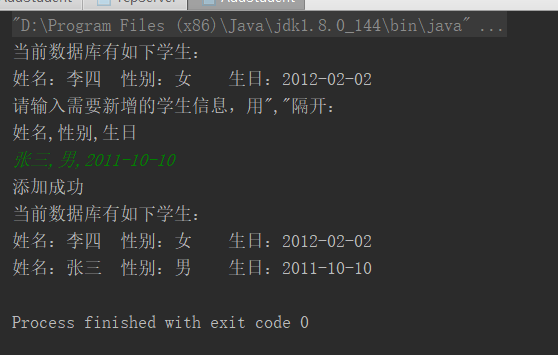 TcpServer
AddStudent
"D:\Program Files (x86)\Java\jdk1.8.0_144\bin\java" ...
当前数据库有如下学生：
姓名：李四 性别：女 生日：2012-02-02
请输入需要新增的学生信息，用","隔开：
姓名,性别,生日
张三,男,2011-10-10
添加成功
当前数据库有如下学生：
姓名：李四 性别：女 生日：2012-02-02
姓名：张三 性别：男 生日：2011-10-10
Process finished with exit code 0